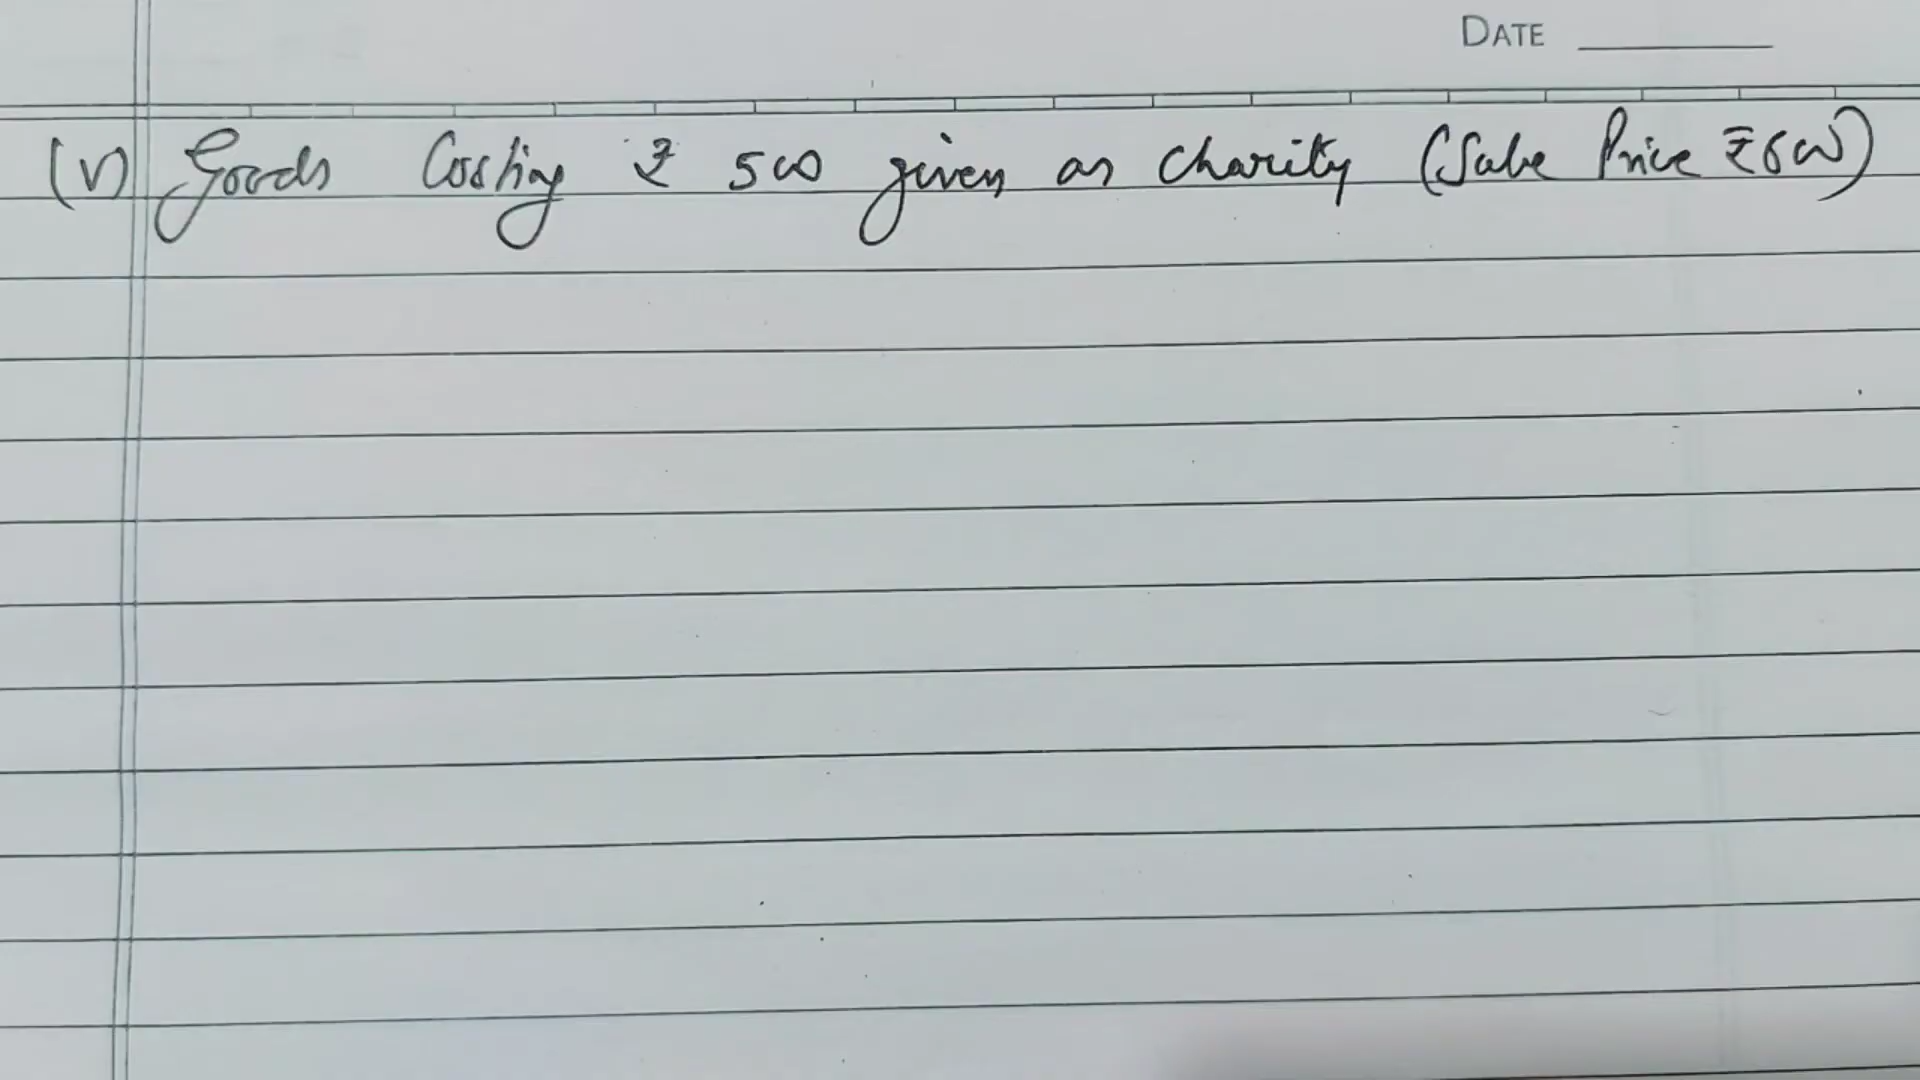 DATE
(V) Goods Costing ₹ 500 given as charity (Sale Price ₹600)